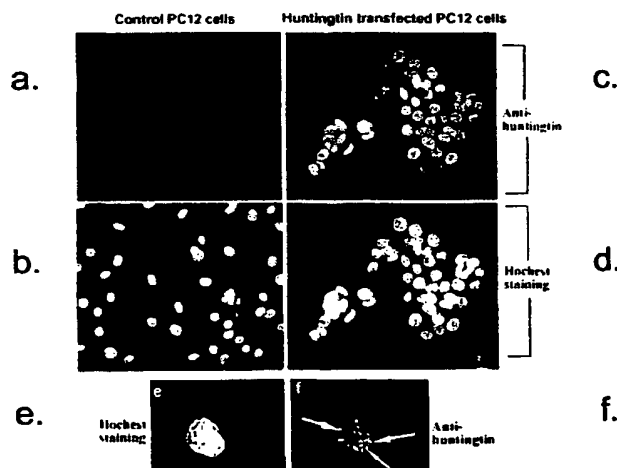 Control PC12 cells
Huntingtin transfected PC12 cells
a.
c.
Anti-
huntingtin
b.
d.
Hochest
staining
e.
e
Hochest
staining
f
Anti-
huntingtin
f.